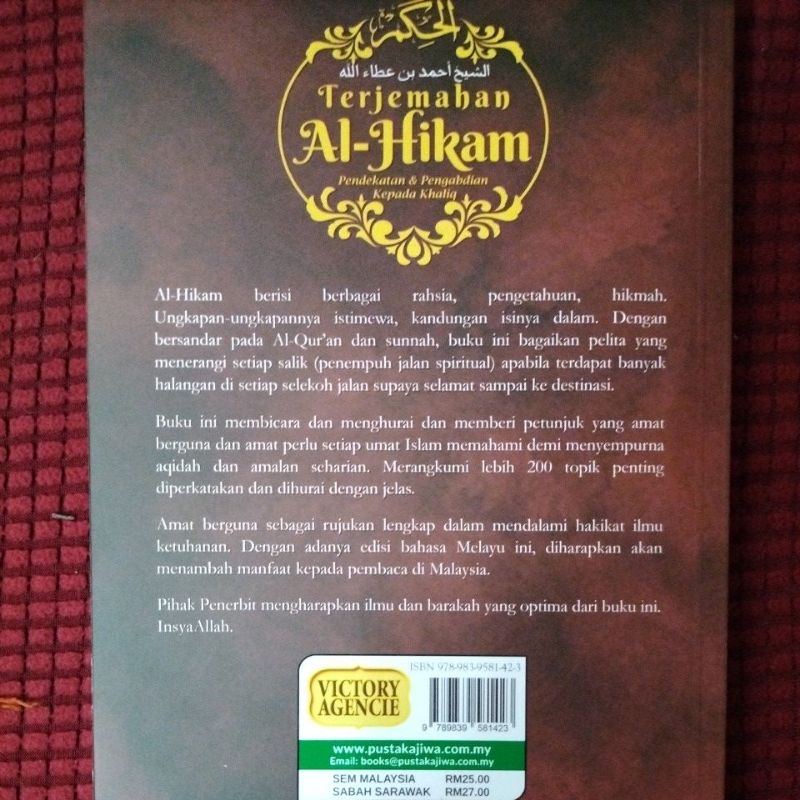 الحكم
الشيخ أحمد بن عطاء الله
Terjemahan
Al-Hikam
Pendekatan & Pengabdian
Kepada Khaliq
Al-Hikam berisi berbagai rahsia, pengetahuan, hikmah.
Ungkapan-ungkapannya istimewa, kandungan isinya dalam. Dengan
bersandar pada Al-Qur'an dan sunnah, buku ini bagaikan pelita yang
menerangi setiap salik (penempuh jalan spiritual) apabila terdapat banyak
halangan di setiap selekoh jalan supaya selamat sampai ke destinasi.
Buku ini membicara dan menghurai dan memberi petunjuk yang amat
berguna dan amat perlu setiap umat Islam memahami demi menyempurna
aqidah dan amalan seharian. Merangkumi lebih 200 topik penting
diperkatakan dan dihurai dengan jelas.
Amat berguna sebagai rujukan lengkap dalam mendalami hakikat ilmu
ketuhanan. Dengan adanya edisi bahasa Melayu ini, diharapkan akan
menambah manfaat kepada pembaca di Malaysia.
Pihak Penerbit mengharapkan ilmu dan barakah yang optima dari buku ini.
InsyaAllah.
ISBN 978-983-9581-42-3
VICTORY
AGENCIE
9 789839 581423
www.pustakajiwa.com.my
Email: books@pustakajiwa.com.my
SEM MALAYSIA RM25.00
SABAH SARAWAK RM27.00